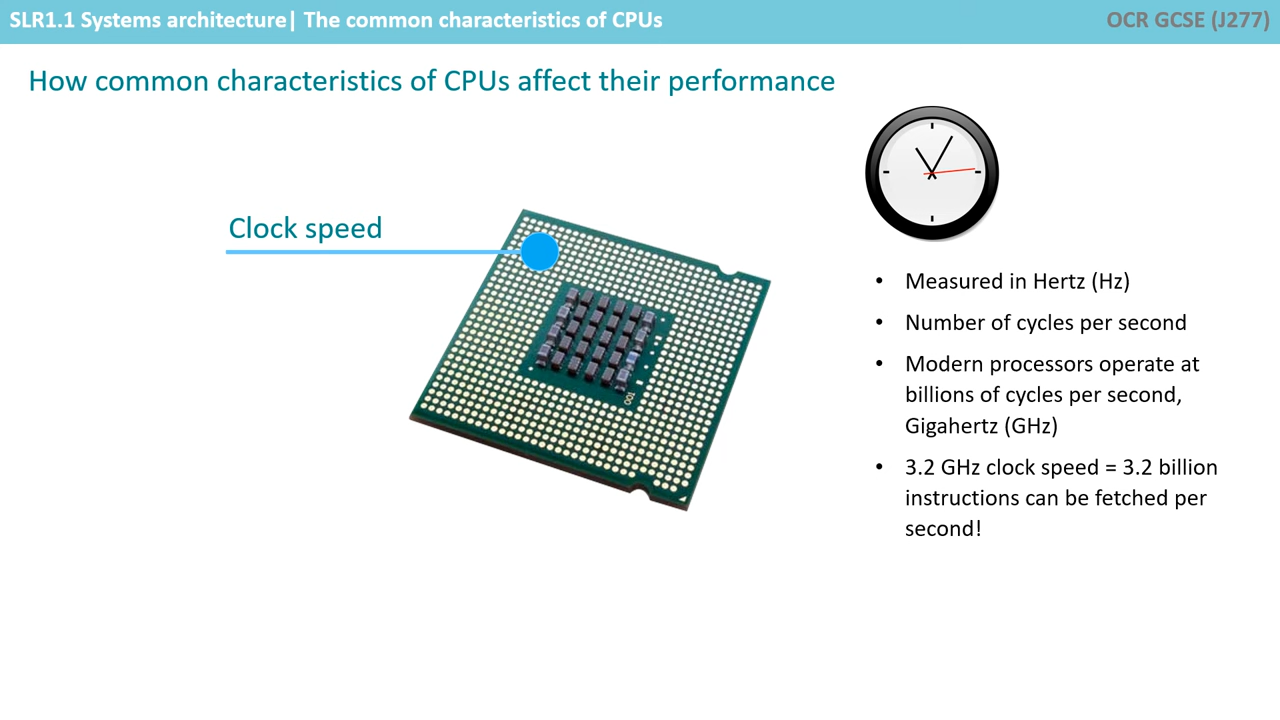 SLR1.1 Systems architecture| The common characteristics of CPUs
OCR GCSE (J277)
How common characteristics of CPUs affect their performance
Clock speed
• Measured in Hertz (Hz)
• Number of cycles per second
• Modern processors operate at
billions of cycles per second,
Gigahertz (GHz)
• 3.2 GHz clock speed = 3.2 billion
instructions can be fetched per
second!